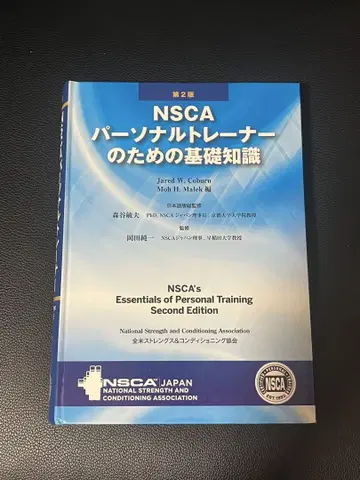 第2版
NSCA
パーソナルトレーナー
のための基礎知識
Jared W. Coburn
Moh H. Malek 編
日本語版総監修
森谷敏夫 PhD, NSCAジャパン理事長, 京都大学大学院教授
監修
岡田純一 NSCAジャパン理事, 早稲田大学教授
NSCA's
Essentials of Personal Training
Second Edition
National Strength and Conditioning Association
全米ストレングス&コンディショニング協会
NSCA JAPAN
NATIONAL STRENGTH AND
CONDITIONING ASSOCIATION
NSCA